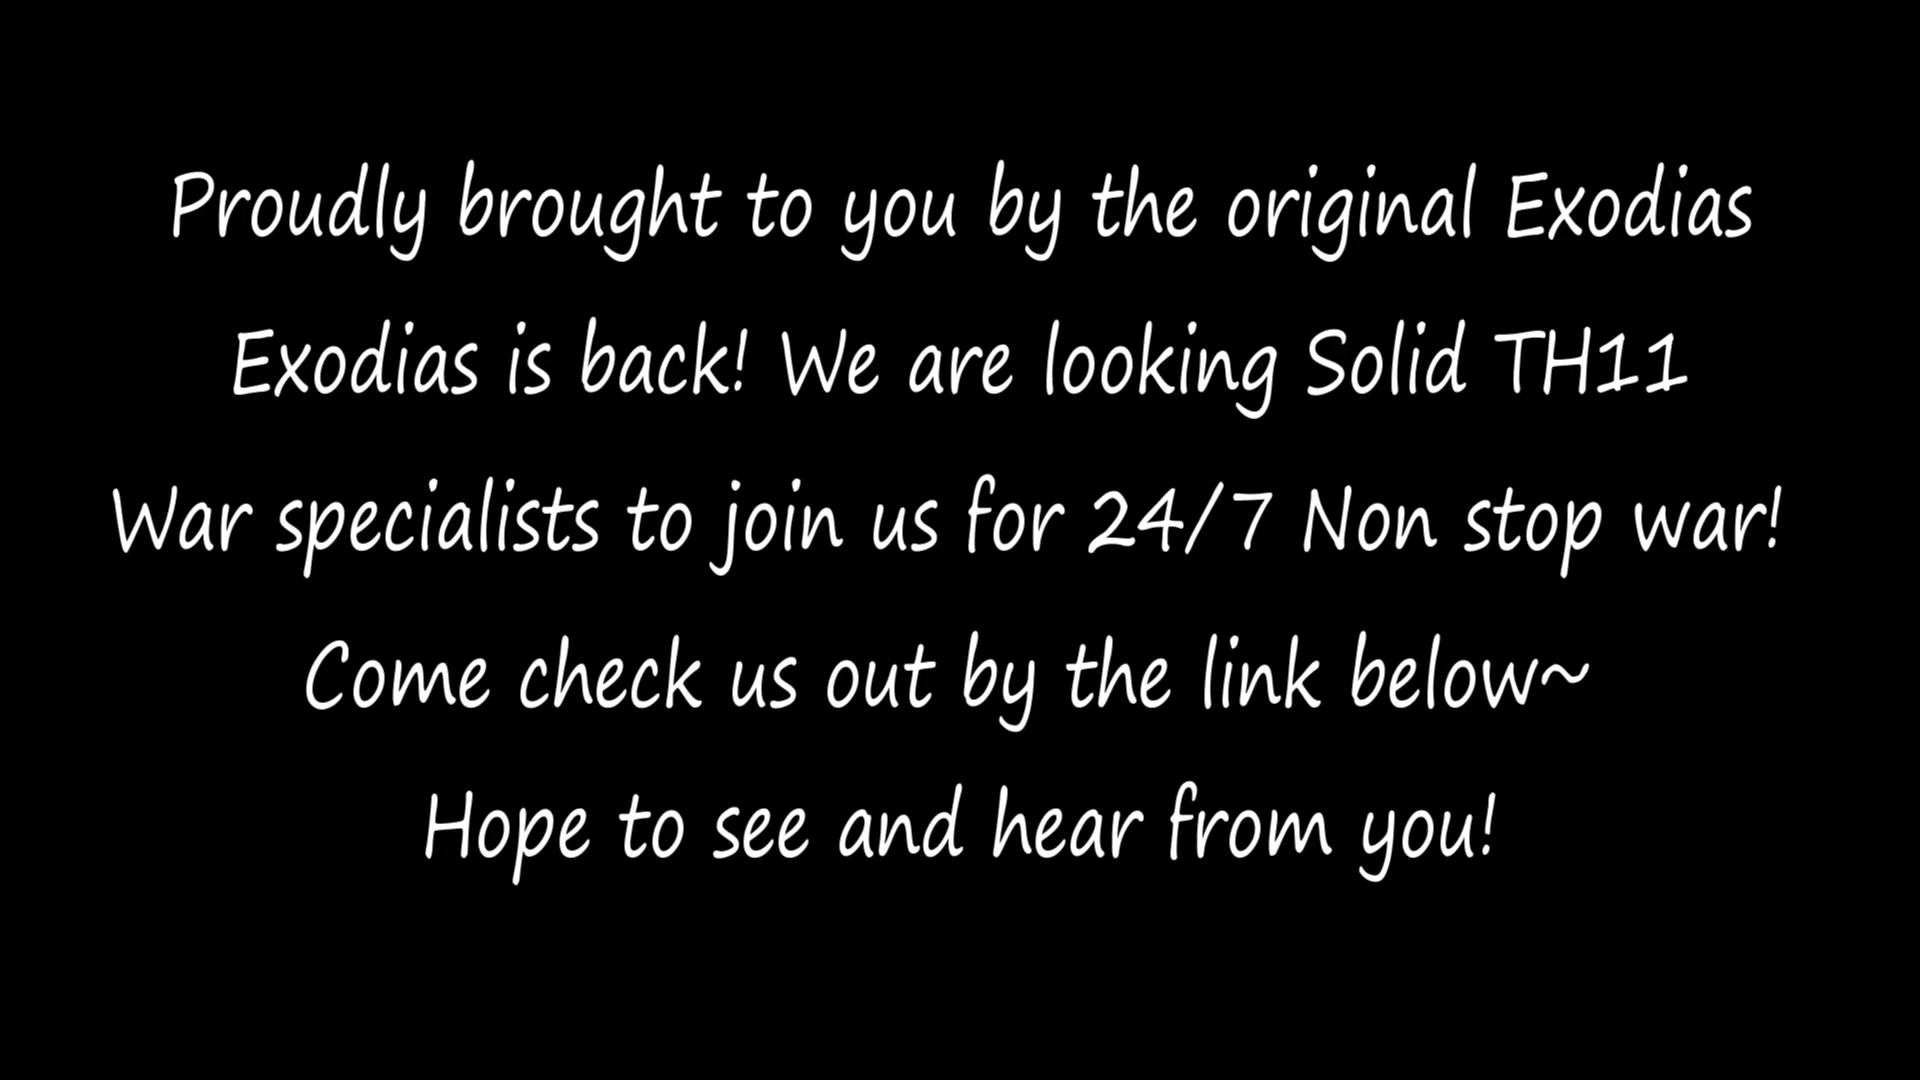 Proudly brought to you by the original Exodias
Exodias is back! We are looking Solid TH11
War specialists to join us for 24/7 Non stop war!
Come check us out by the link below~
Hope to see and hear from you!